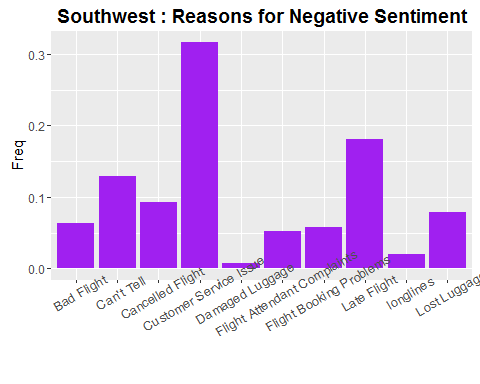 Southwest : Reasons for Negative Sentiment
Freq
0.3
0.2
0.1
0.0
Bad Flight
Can't Tell
Cancelled Flight
Customer Service Issue
Damaged Luggage
Flight Attendant Complaints
Flight Booking Problems
Late Flight
longlines
Lost Luggage